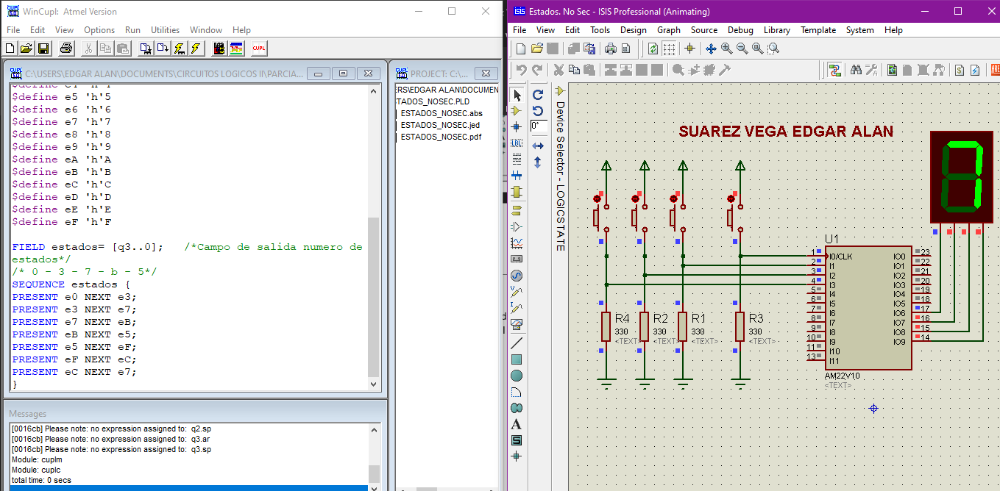 WinCupl: Atmel Version
File Edit View Options Run Utilities Window Help
CUPL
C:\USERS\EDGAR ALAN\DOCUMENTS\CIRCUITOS LOGICOS II\PARCIA...
$define e5 'h'5
$define e6 'h'6
$define e7 'h'7
$define e8 'h'8
$define e9 'h'9
$define eA 'h'A
$define eB 'h'B
$define eC 'h'C
$define eD 'h'D
$define eE 'h'E
$define eF 'h'F
FIELD estados= [q3..0]; /*Campo de salida numero de
estados*/
/* 0 - 3 - 7 - b - 5*/
SEQUENCE estados {
PRESENT e0 NEXT e3;
PRESENT e3 NEXT e7;
PRESENT e7 NEXT eB;
PRESENT eB NEXT e5;
PRESENT e5 NEXT eF;
PRESENT eF NEXT eC;
PRESENT eC NEXT e7;
}
PROJECT: C:\...
ERS\EDGAR ALAN\DOCUMEN
TADOS_NOSEC.PLD
ESTADOS_NOSEC.abs
ESTADOS_NOSEC.jed
ESTADOS_NOSEC.pdf
Messages
[0016cb] Please note: no expression assigned to: q2.sp
[0016cb] Please note: no expression assigned to: q3.ar
[0016cb] Please note: no expression assigned to: q3.sp
Module: cuplm
Module: cuplc
total time: 0 secs
ISIS Estados. No Sec - ISIS Professional (Animating)
File View Edit Tools Design Graph Source Debug Library Template System Help
LBL
0°
A
S
Device Selector - LOGICSTATE
SUAREZ VEGA EDGAR ALAN
7
U1
1 I0/CLK IO0 23
2 I1 IO1 22
3 I2 IO2 21
4 I3 IO3 20
5 I4 IO4 19
6 I5 IO5 18
7 I6 IO6 17
8 I7 IO7 16
9 I8 IO8 15
10 I9 IO9 14
11 I10
13 I11
AM22V10
<TEXT>
R4 R2 R1 R3
330 330 330 330
<TEXT> <TEXT> <TEXT> <TEXT>